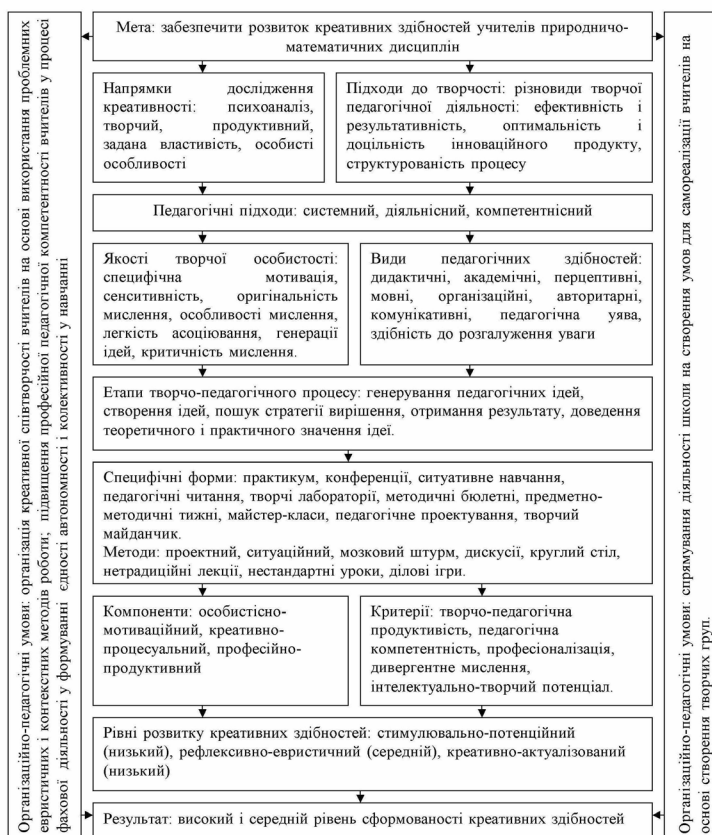 Організаційно-педагогічні умови: організація креативної співтворчості вчителів на основі використання проблемних
евристичних і контекстних методів роботи; підвищення професійної педагогічної компетентності вчителів у процесі
фахової діяльності у формуванні єдності автономності і колективності у навчанні
Мета: забезпечити розвиток креативних здібностей учителів природничо-
математичних дисциплін
Напрямки дослідження
креативності: психоаналіз,
творчий, продуктивний,
задана властивість, особисті
особливості
Підходи до творчості: різновиди творчої
педагогічної діяльності: ефективність і
результативність, оптимальність і
доцільність інноваційного продукту,
структурованість процесу
Педагогічні підходи: системний, діяльнісний, компетентнісний
Якості творчої особистості:
специфічна мотивація,
сенситивність, оригінальність
мислення, особливості мислення,
легкість асоціювання, генерації
ідей, критичність мислення.
Види педагогічних здібностей:
дидактичні, академічні, перцептивні,
мовні, організаційні, авторитарні,
комунікативні, педагогічна уява,
здібність до розгалуження уваги
Етапи творчо-педагогічного процесу: генерування педагогічних ідей,
створення ідей, пошук стратегії вирішення, отримання результату, доведення
теоретичного і практичного значення ідеї.
Специфічні форми: практикум, конференції, ситуативне навчання,
педагогічні читання, творчі лабораторії, методичні бюлетні, предметно-
методичні тижні, майстер-класи, педагогічне проектування, творчий
майданчик.
Методи: проектний, ситуаційний, мозковий штурм, дискусії, круглий стіл,
нетрадиційні лекції, нестандартні уроки, ділові ігри.
Компоненти: особистісно-
мотиваційний, креативно-
процесуальний, професійно-
продуктивний
Критерії: творчо-педагогічна
продуктивність, педагогічна
компетентність, професіоналізація,
дивергентне мислення,
інтелектуально-творчий потенціал.
Рівні розвитку креативних здібностей: стимулювально-потенційний
(низький), рефлексивно-евристичний (середній), креативно-актуалізований
(низький)
Результат: високий і середній рівень сформованості креативних здібностей
Організаційно-педагогічні умови: спрямування діяльності школи на створення умов для самореалізації вчителів на
основі створення творчих груп.